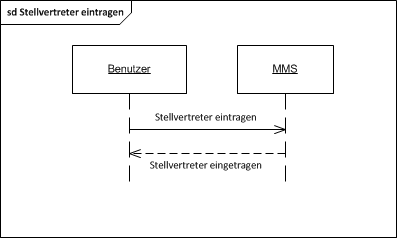 sd Stellvertreter eintragen
Benutzer
MMS
Stellvertreter eintragen
Stellvertreter eingetragen